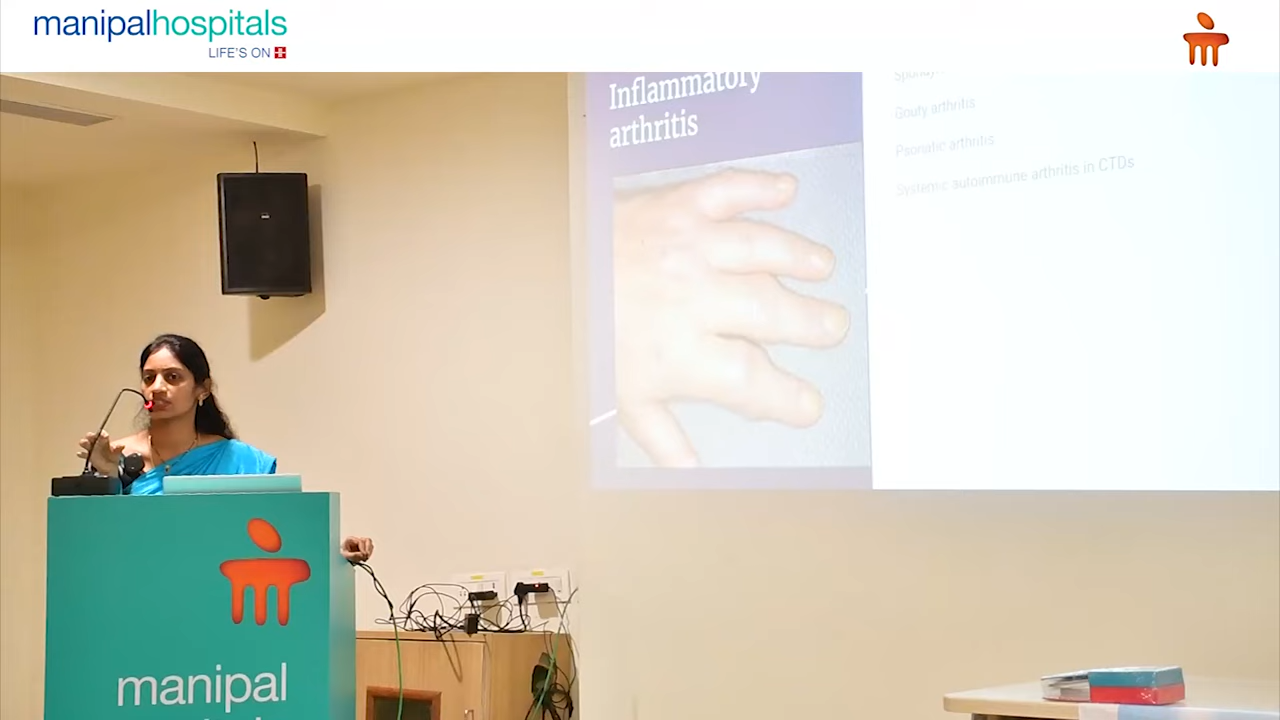 manipalhospitals
LIFE'S ON
Inflammatory
arthritis
Gouty arthritis
Psoriatic arthritis
Systemic autoimmune arthritis in CTDs
manipal